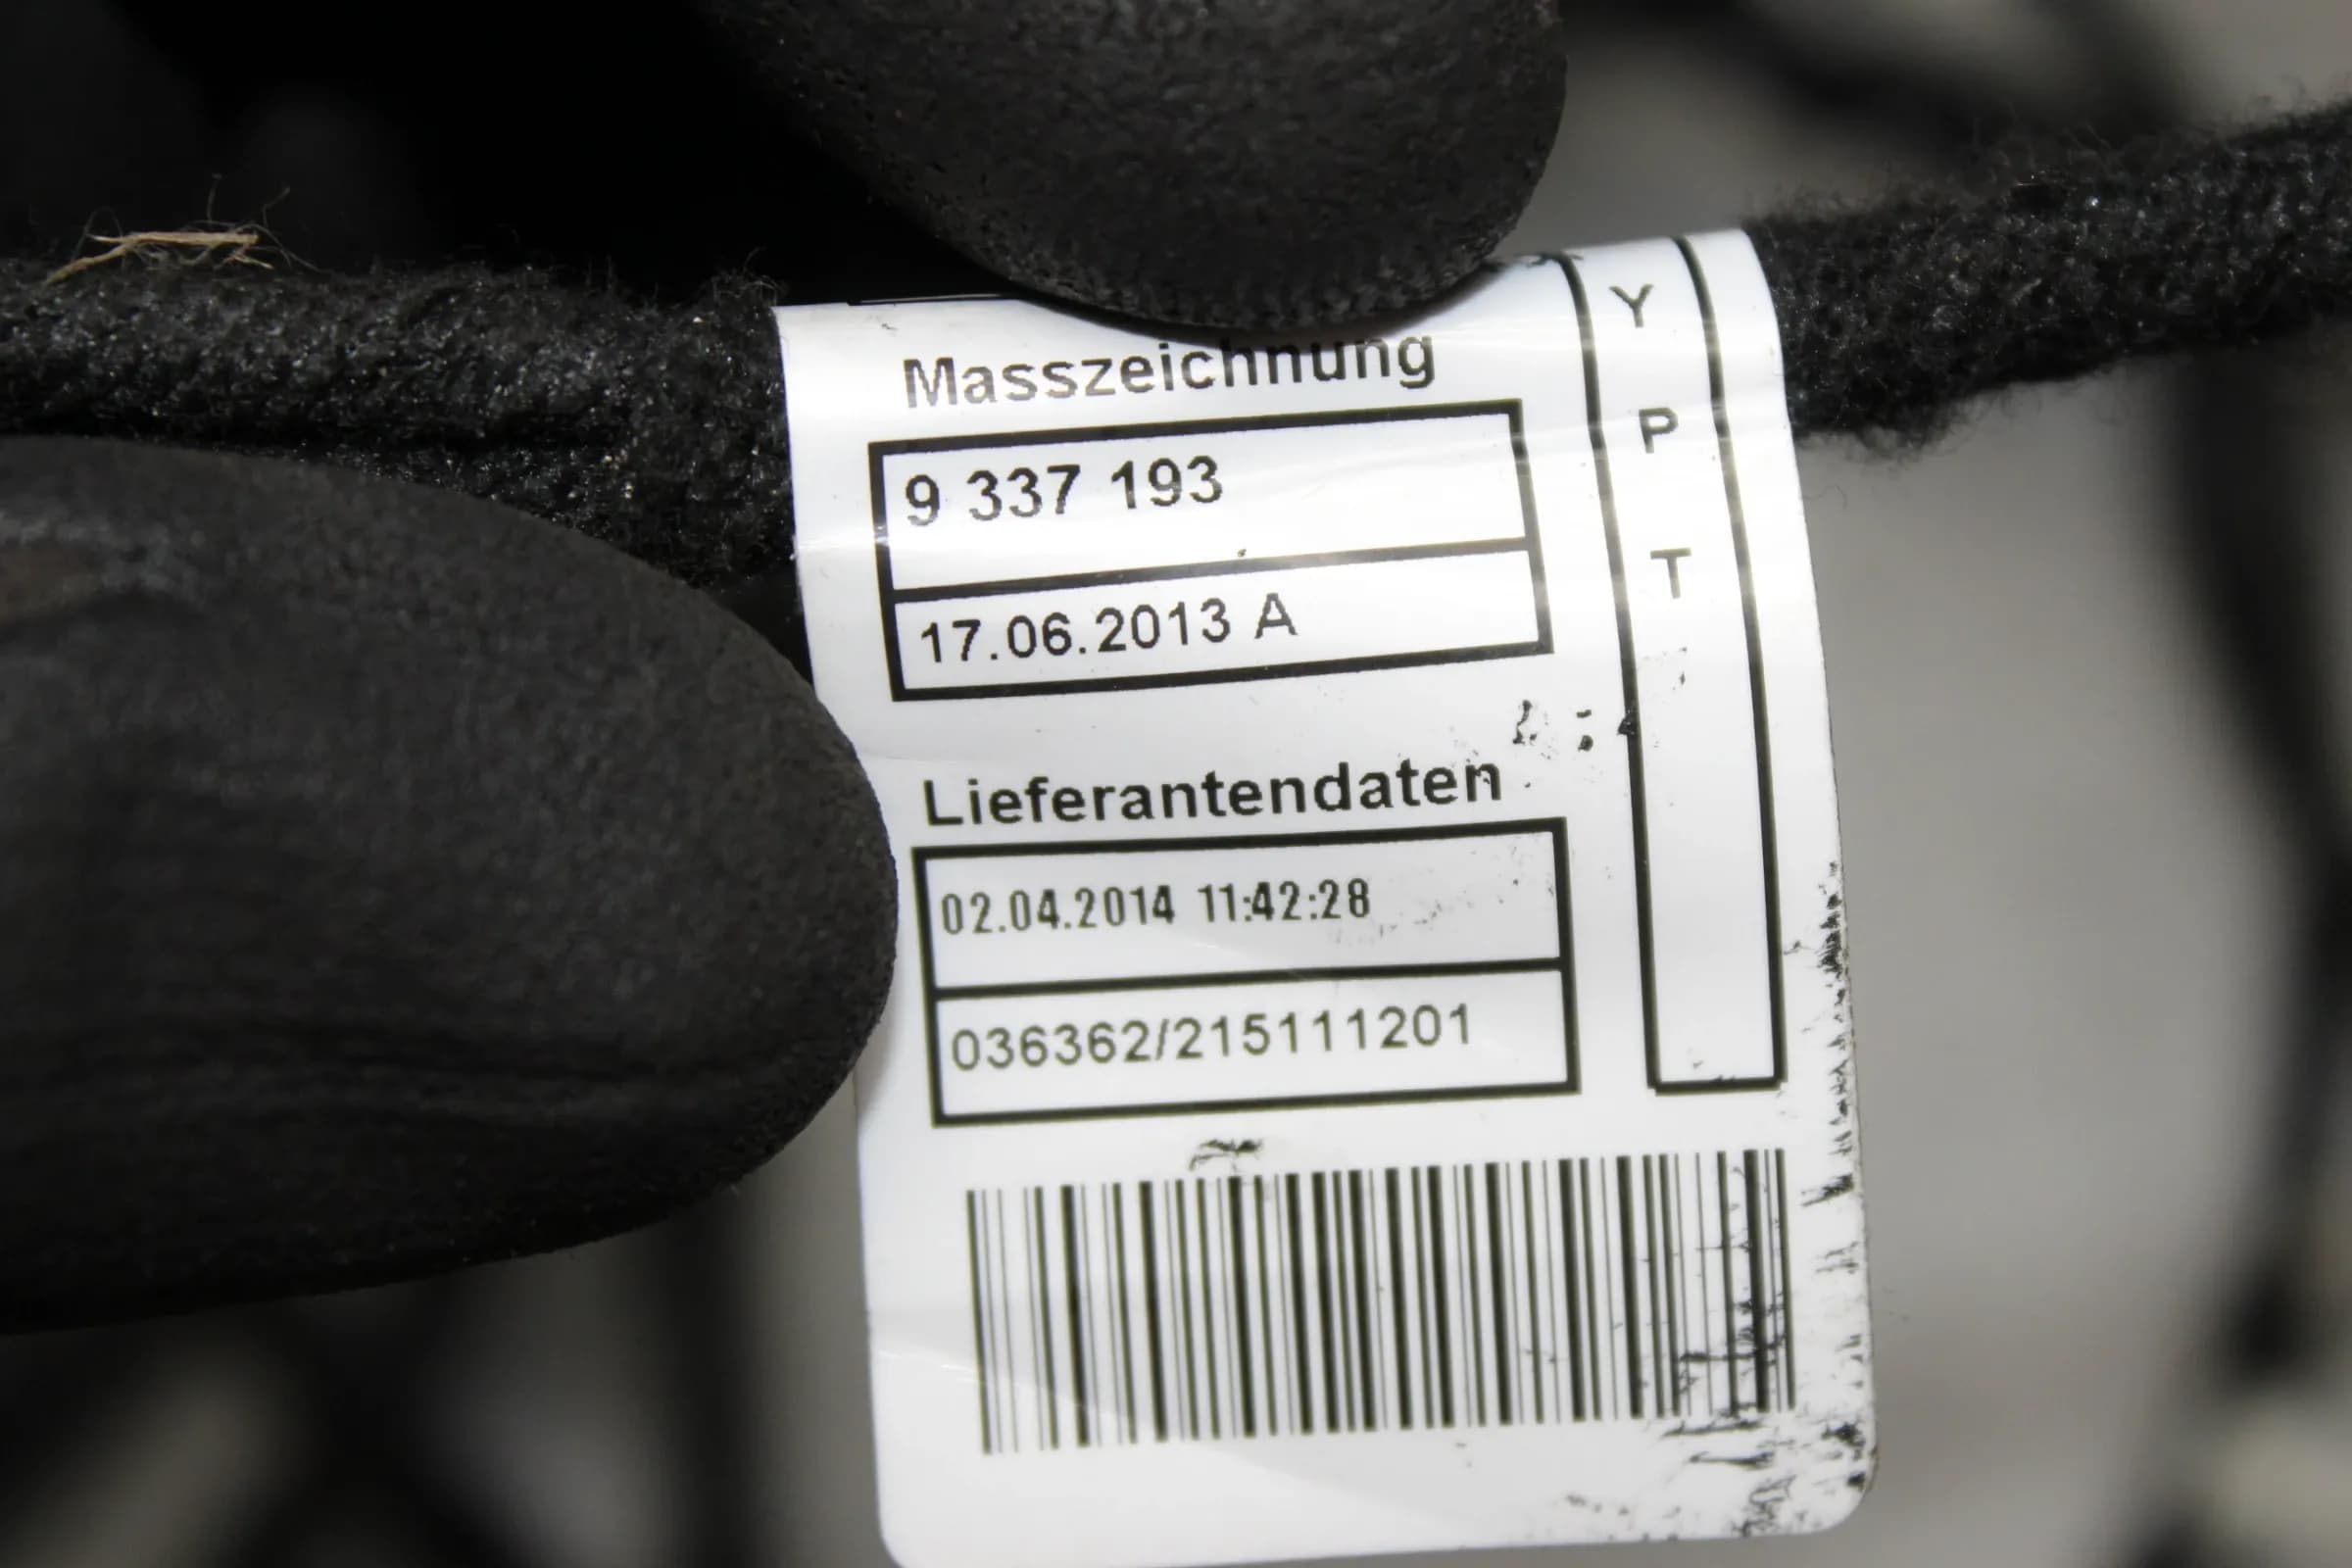 Masszeichnung
9 337 193
17.06.2013 A
Y
P
T
Lieferantendaten
02.04.2014 11:42:28
036362/215111201